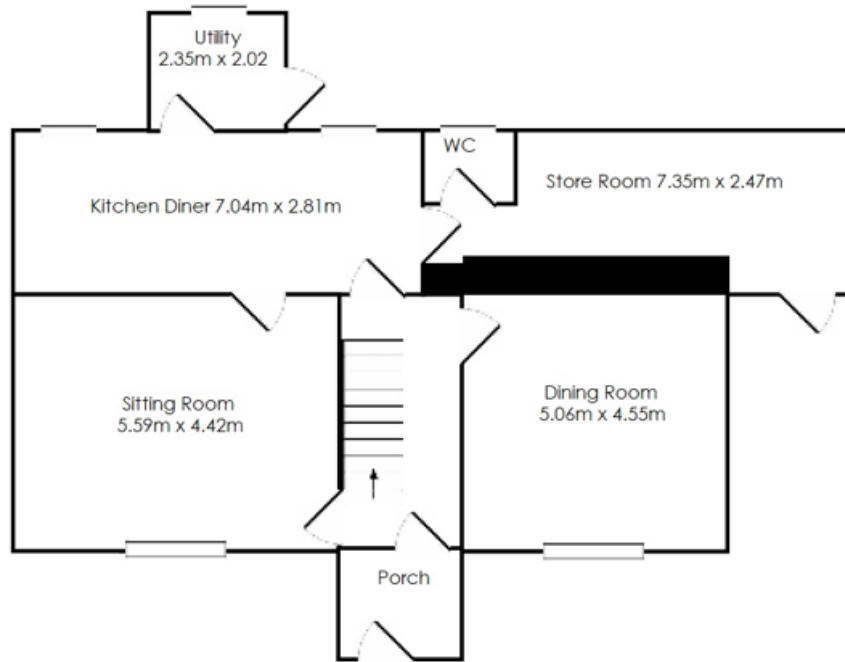 Utility
2.35m x 2.02
WC
Store Room 7.35m x 2.47m
Kitchen Diner 7.04m x 2.81m
Sitting Room
5.59m x 4.42m
Dining Room
5.06m x 4.55m
Porch